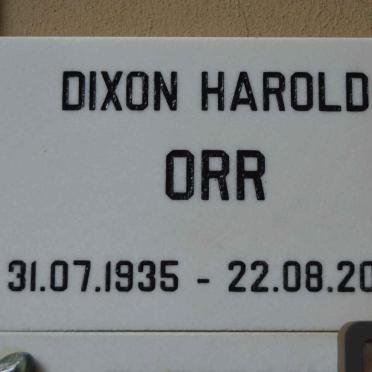 DIXON HAROLD
ORR
31.07.1935 - 22.08.20